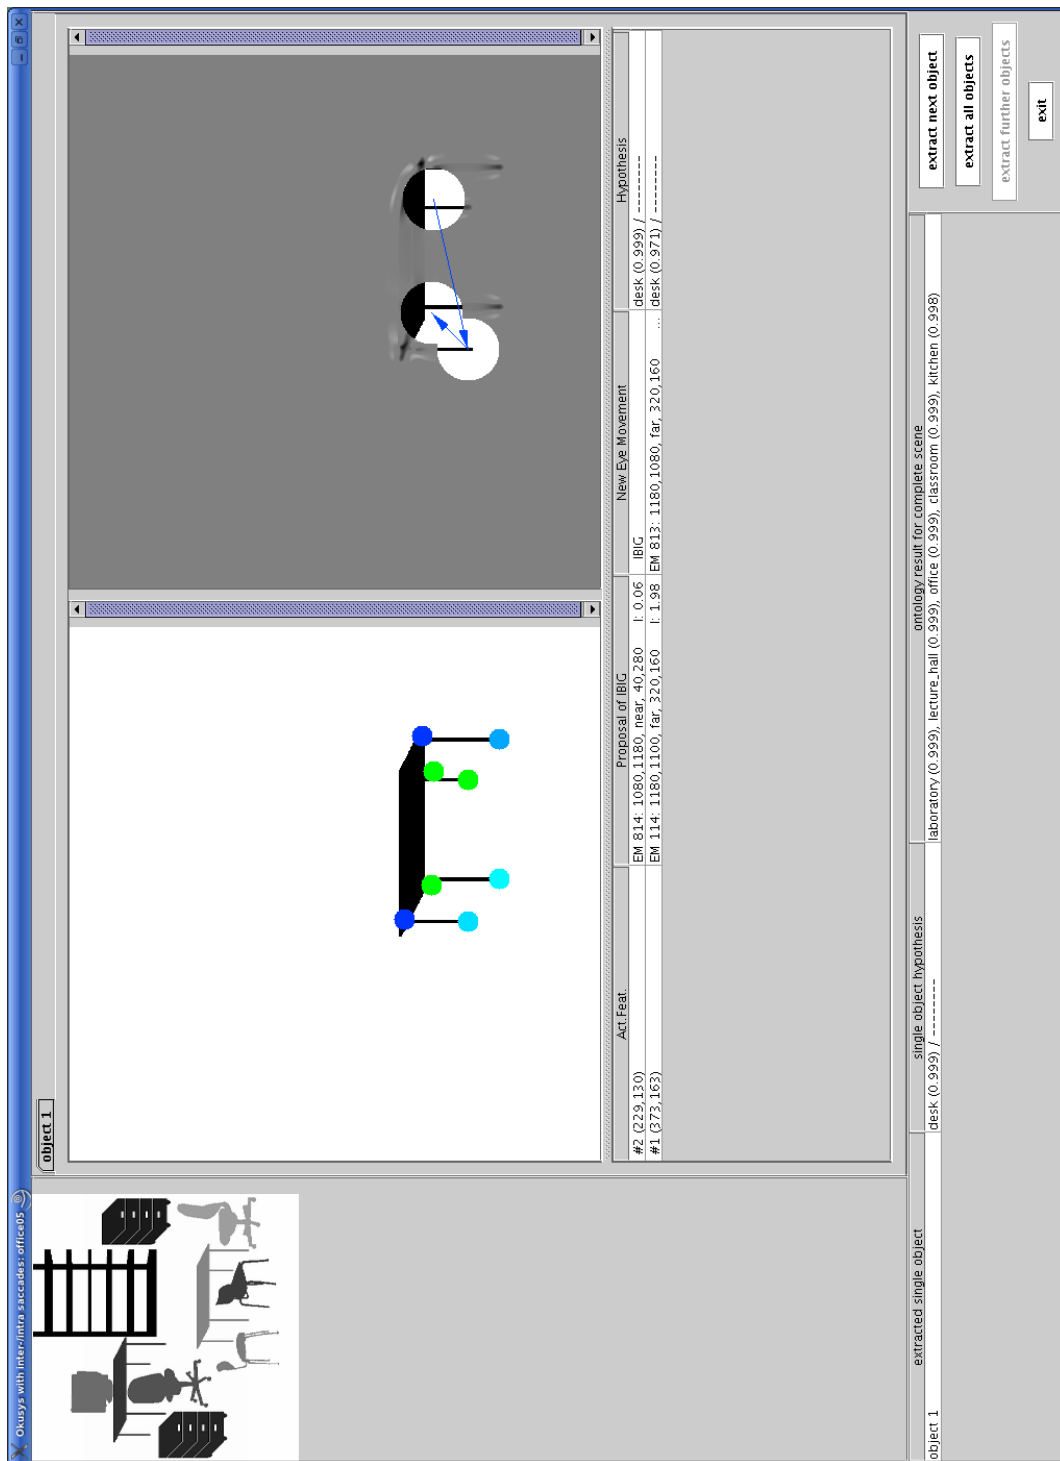 Okusys with inter-/intra saccades: office05
object 1
Act.Feat. Proposal of IBIG New Eye Movement Hypothesis
#2 (229,130) EM 814: 1080,1180, near, 40,280 I: 0.06 IBIG desk (0.999) / ---------
#1 (373,163) EM 114: 1180,1100, far, 320,160 I: 1.98 EM 813: 1180,1080, far, 320,160 ... desk (0.971) / ---------
extracted single object single object hypothesis ontology result for complete scene
object 1 desk (0.999) / --------- laboratory (0.999), lecture_hall (0.999), office (0.999), classroom (0.999), kitchen (0.998)
extract next object
extract all objects
extract further objects
exit